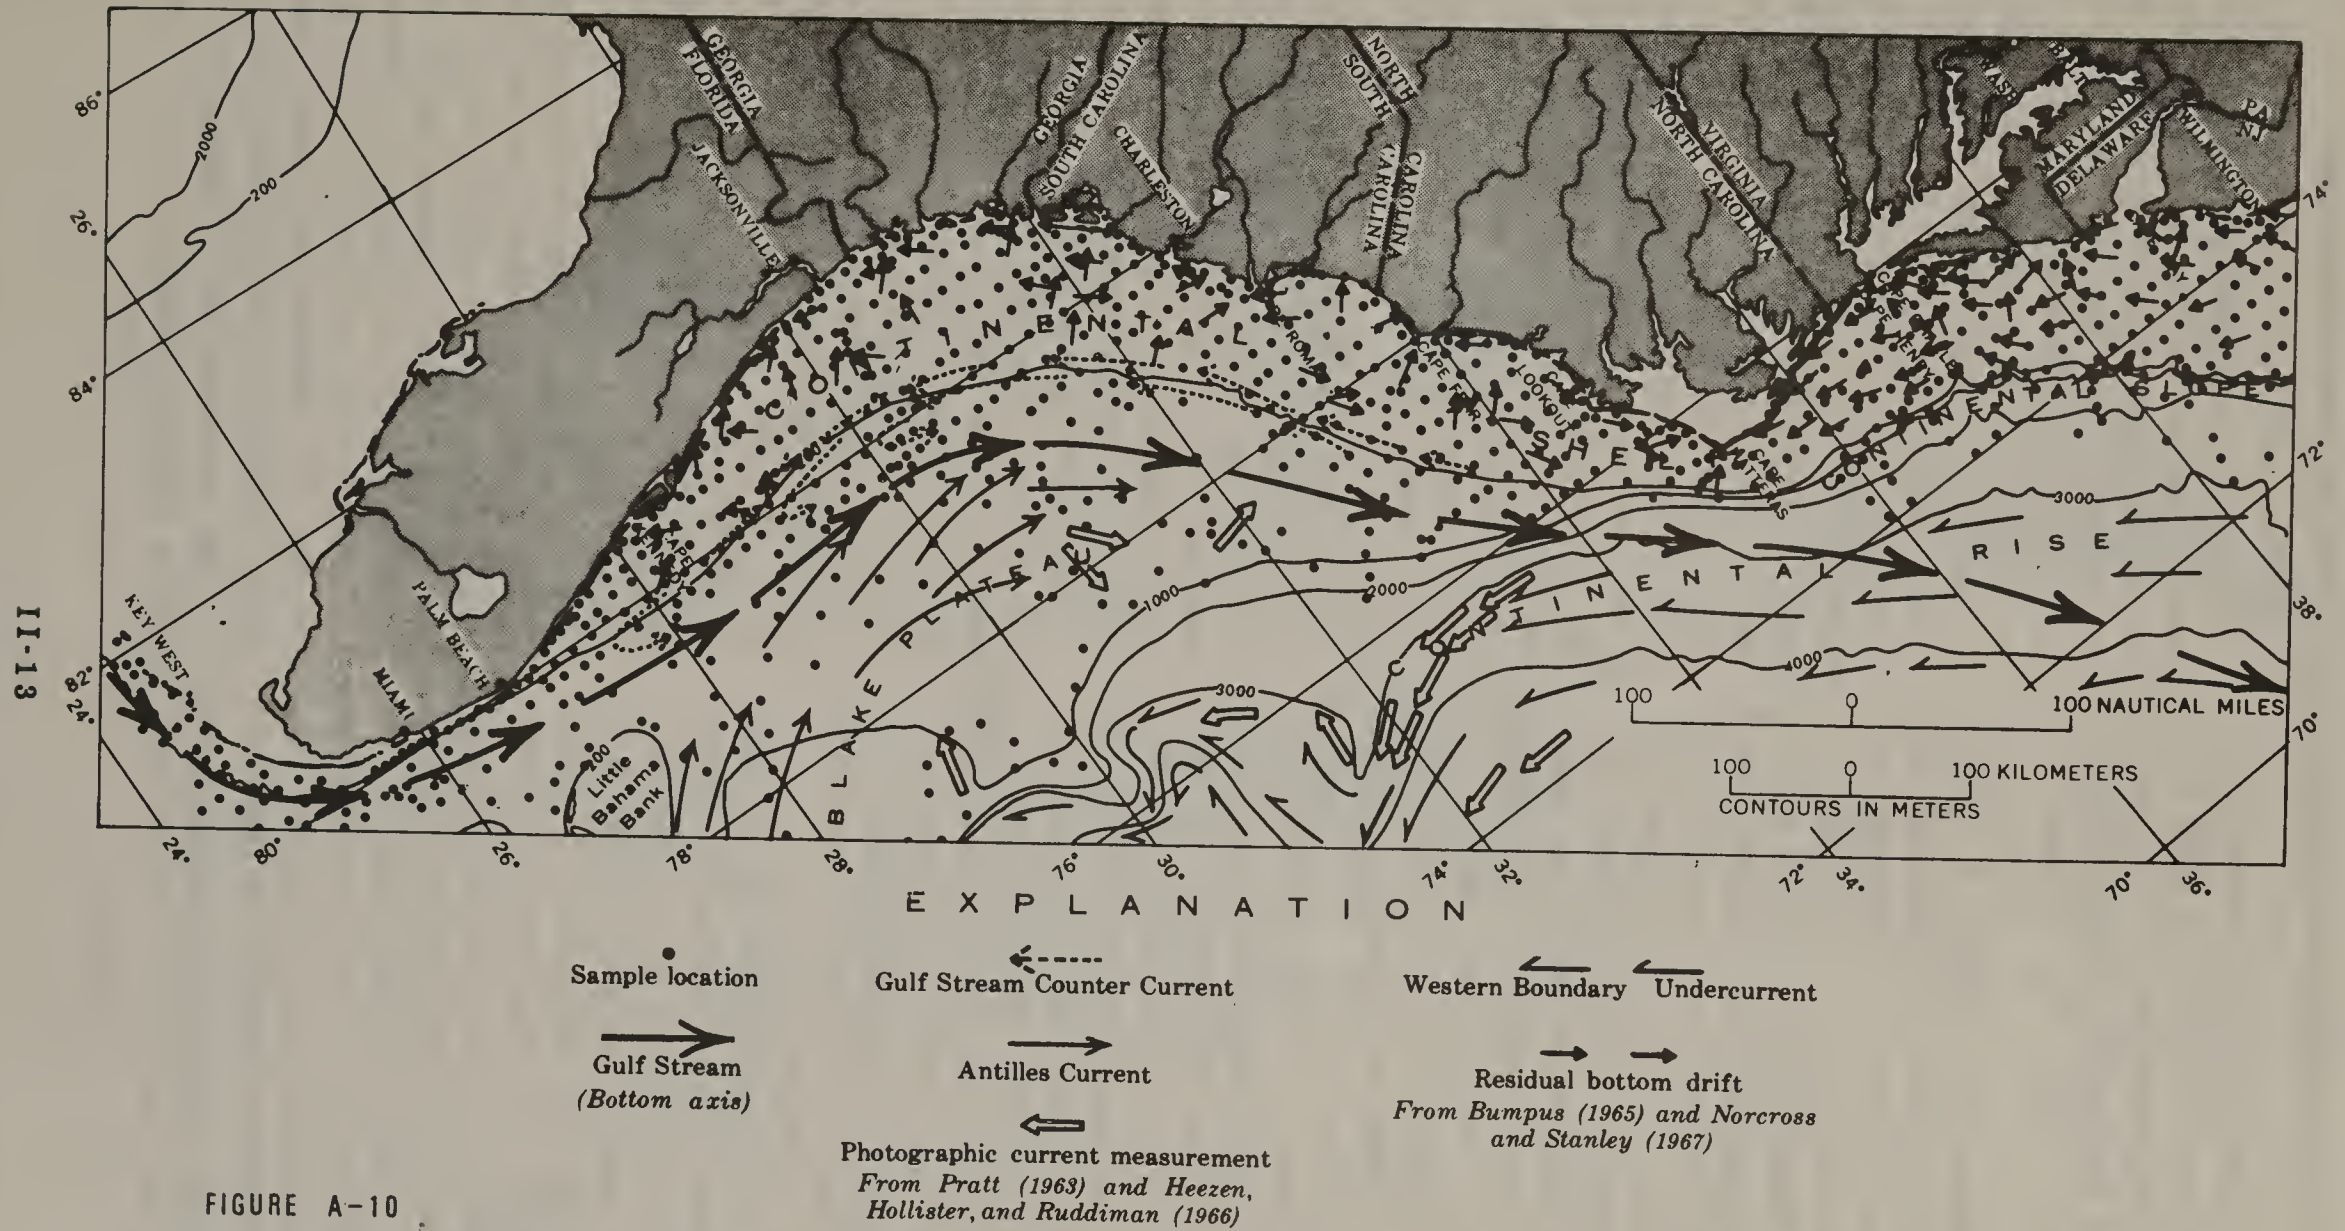 86°
26°
84°
82°
24°
2000
200
GEORGIA
FLORIDA
JACKSONVILLE
GEORGIA
SOUTH CAROLINA
CHARLESTON
NORTH
SOUTH
CAROLINA
CAROLINA
VIRGINIA
NORTH CAROLINA
WASH
BALT
MARYLAND
DELAWARE
WILMINGTON
PA
NJ
74°
72°
38°
70°
CAPE FEAR
CAPE
LOOKOUT
CAPE
HATTERAS
CAPE HENRY
CAPE
CONTINENTAL SHELF
CONTINENTAL SLOPE
CONTINENTAL RISE
BLAKE PLATEAU
KEY WEST
MIAMI
PALM BEACH
200
Little
Bahama
Bank
1000
2000
3000
3000
4000
100 0 100 NAUTICAL MILES
100 0 100 KILOMETERS
CONTOURS IN METERS
24° 80° 26° 78° 28° 76° 30° 74° 32° 72° 34° 70° 36°
II-13
EXPLANATION
Sample location
Gulf Stream
(Bottom axis)
Gulf Stream Counter Current
Antilles Current
Photographic current measurement
From Pratt (1963) and Heezen,
Hollister, and Ruddiman (1966)
Western Boundary Undercurrent
Residual bottom drift
From Bumpus (1965) and Norcross
and Stanley (1967)
FIGURE A-10